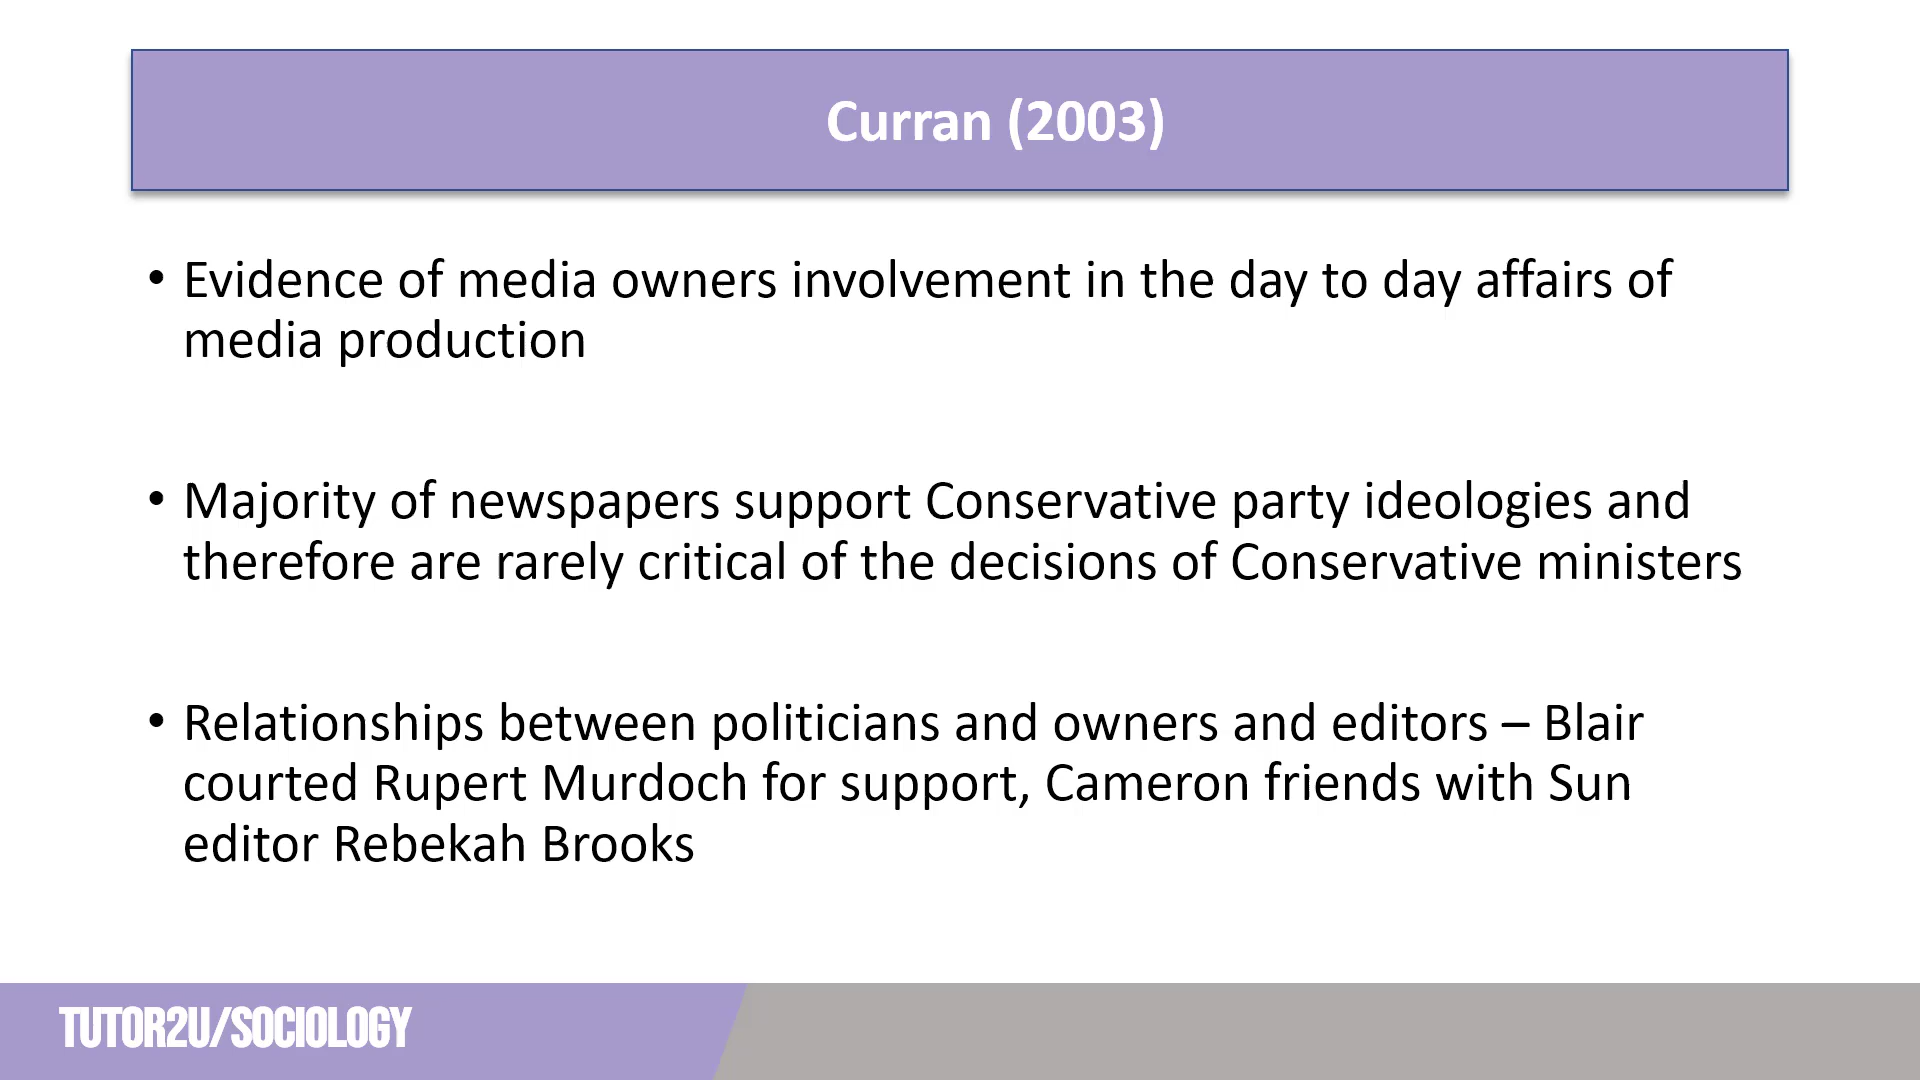 Curran (2003)
• Evidence of media owners involvement in the day to day affairs of
media production
• Majority of newspapers support Conservative party ideologies and
therefore are rarely critical of the decisions of Conservative ministers
• Relationships between politicians and owners and editors – Blair
courted Rupert Murdoch for support, Cameron friends with Sun
editor Rebekah Brooks
TUTOR2U/SOCIOLOGY